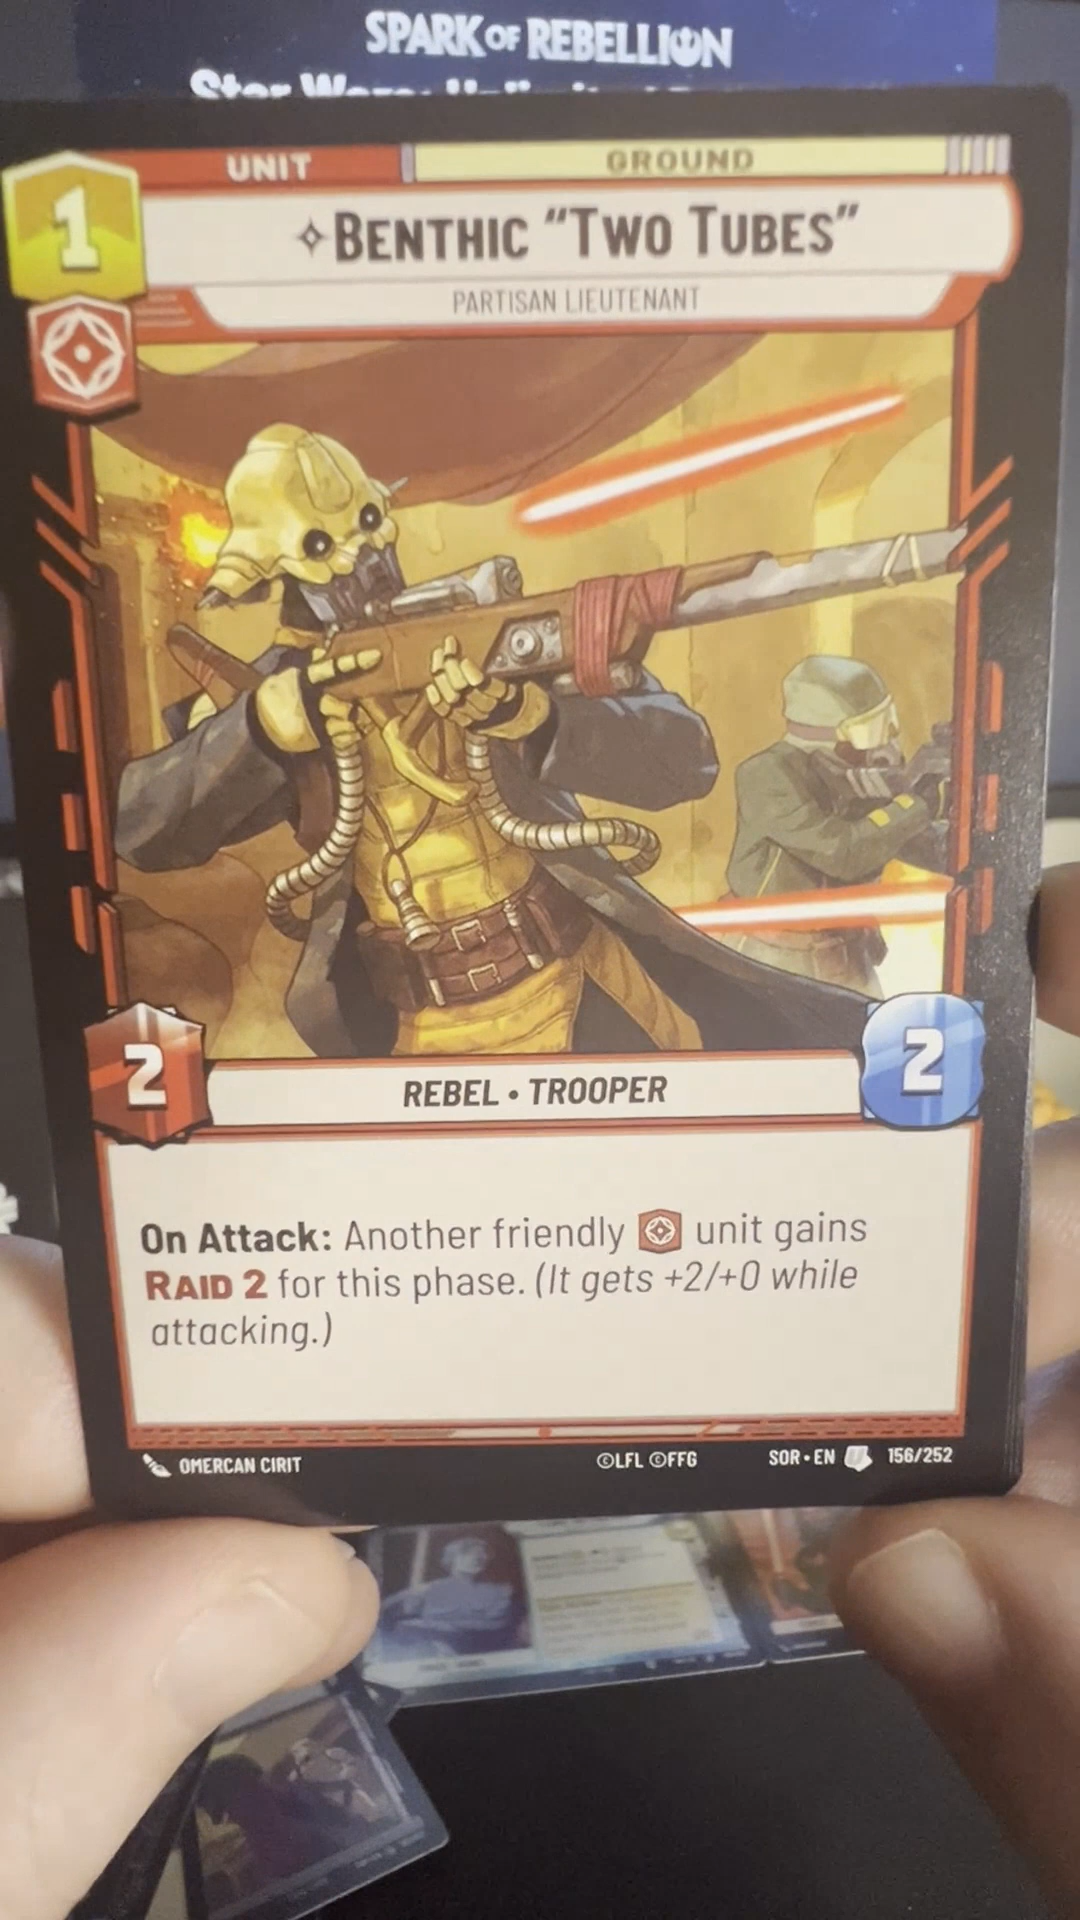 SPARK OF REBELLION
UNIT
GROUND
1
BENTHIC “TWO TUBES”
PARTISAN LIEUTENANT
2
REBEL • TROOPER
2
On Attack: Another friendly unit gains
RAID 2 for this phase. (It gets +2/+0 while
attacking.)
OMERCAN CIRIT
©LFL ©FFG
SOR • EN
U
156/252